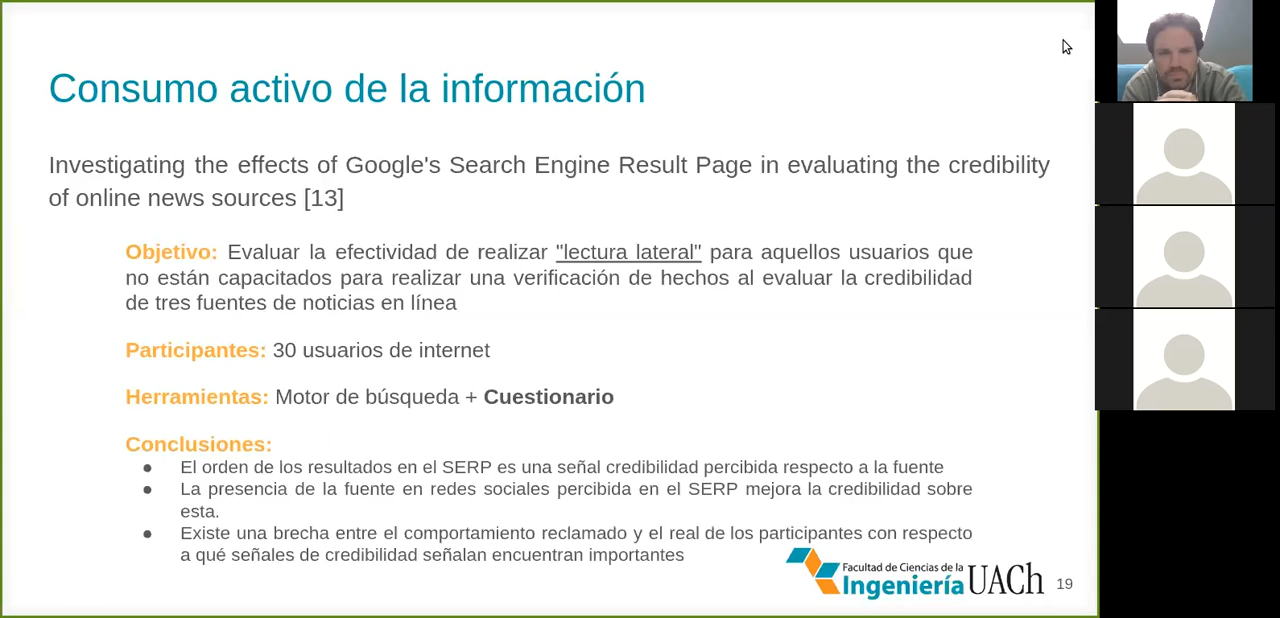 Consumo activo de la información
Investigating the effects of Google's Search Engine Result Page in evaluating the credibility
of online news sources [13]
Objetivo: Evaluar la efectividad de realizar "lectura lateral" para aquellos usuarios que
no están capacitados para realizar una verificación de hechos al evaluar la credibilidad
de tres fuentes de noticias en línea
Participantes: 30 usuarios de internet
Herramientas: Motor de búsqueda + Cuestionario
Conclusiones:
● El orden de los resultados en el SERP es una señal credibilidad percibida respecto a la fuente
● La presencia de la fuente en redes sociales percibida en el SERP mejora la credibilidad sobre
esta.
● Existe una brecha entre el comportamiento reclamado y el real de los participantes con respecto
a qué señales de credibilidad señalan encuentran importantes
Facultad de Ciencias de la
Ingeniería UACh
19